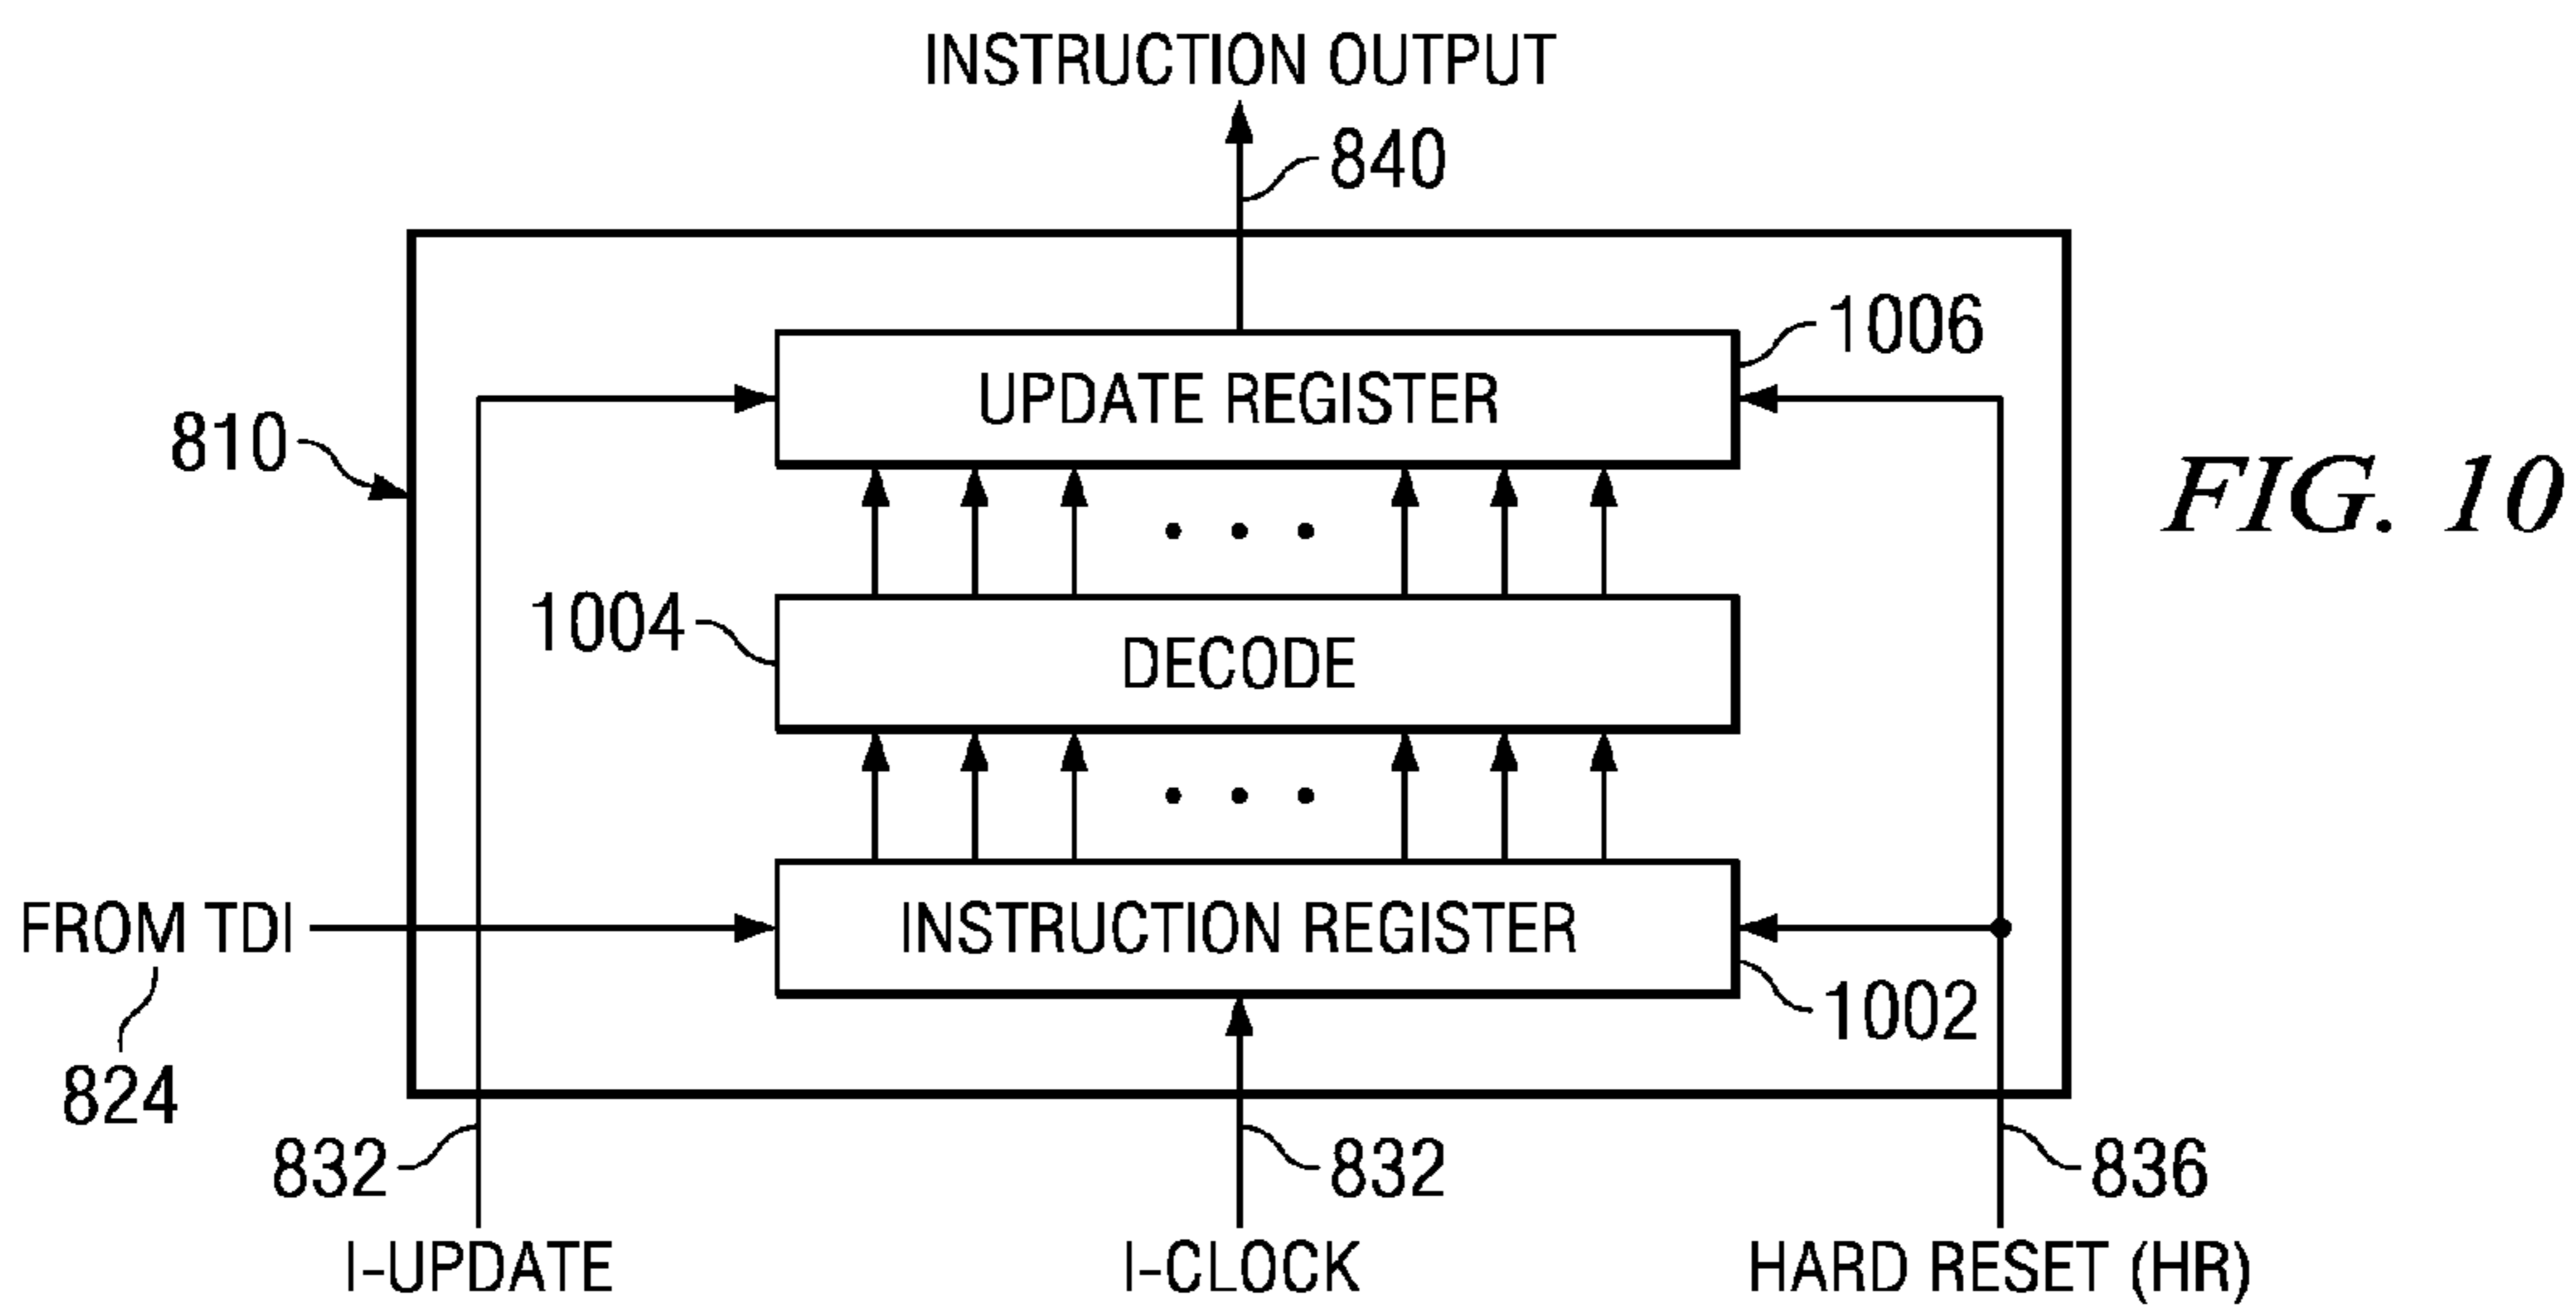 INSTRUCTION OUTPUT
840
1006
UPDATE REGISTER
810
FIG. 10
1004
DECODE
FROM TDI
INSTRUCTION REGISTER
1002
824
832
832
836
I-UPDATE
I-CLOCK
HARD RESET (HR)